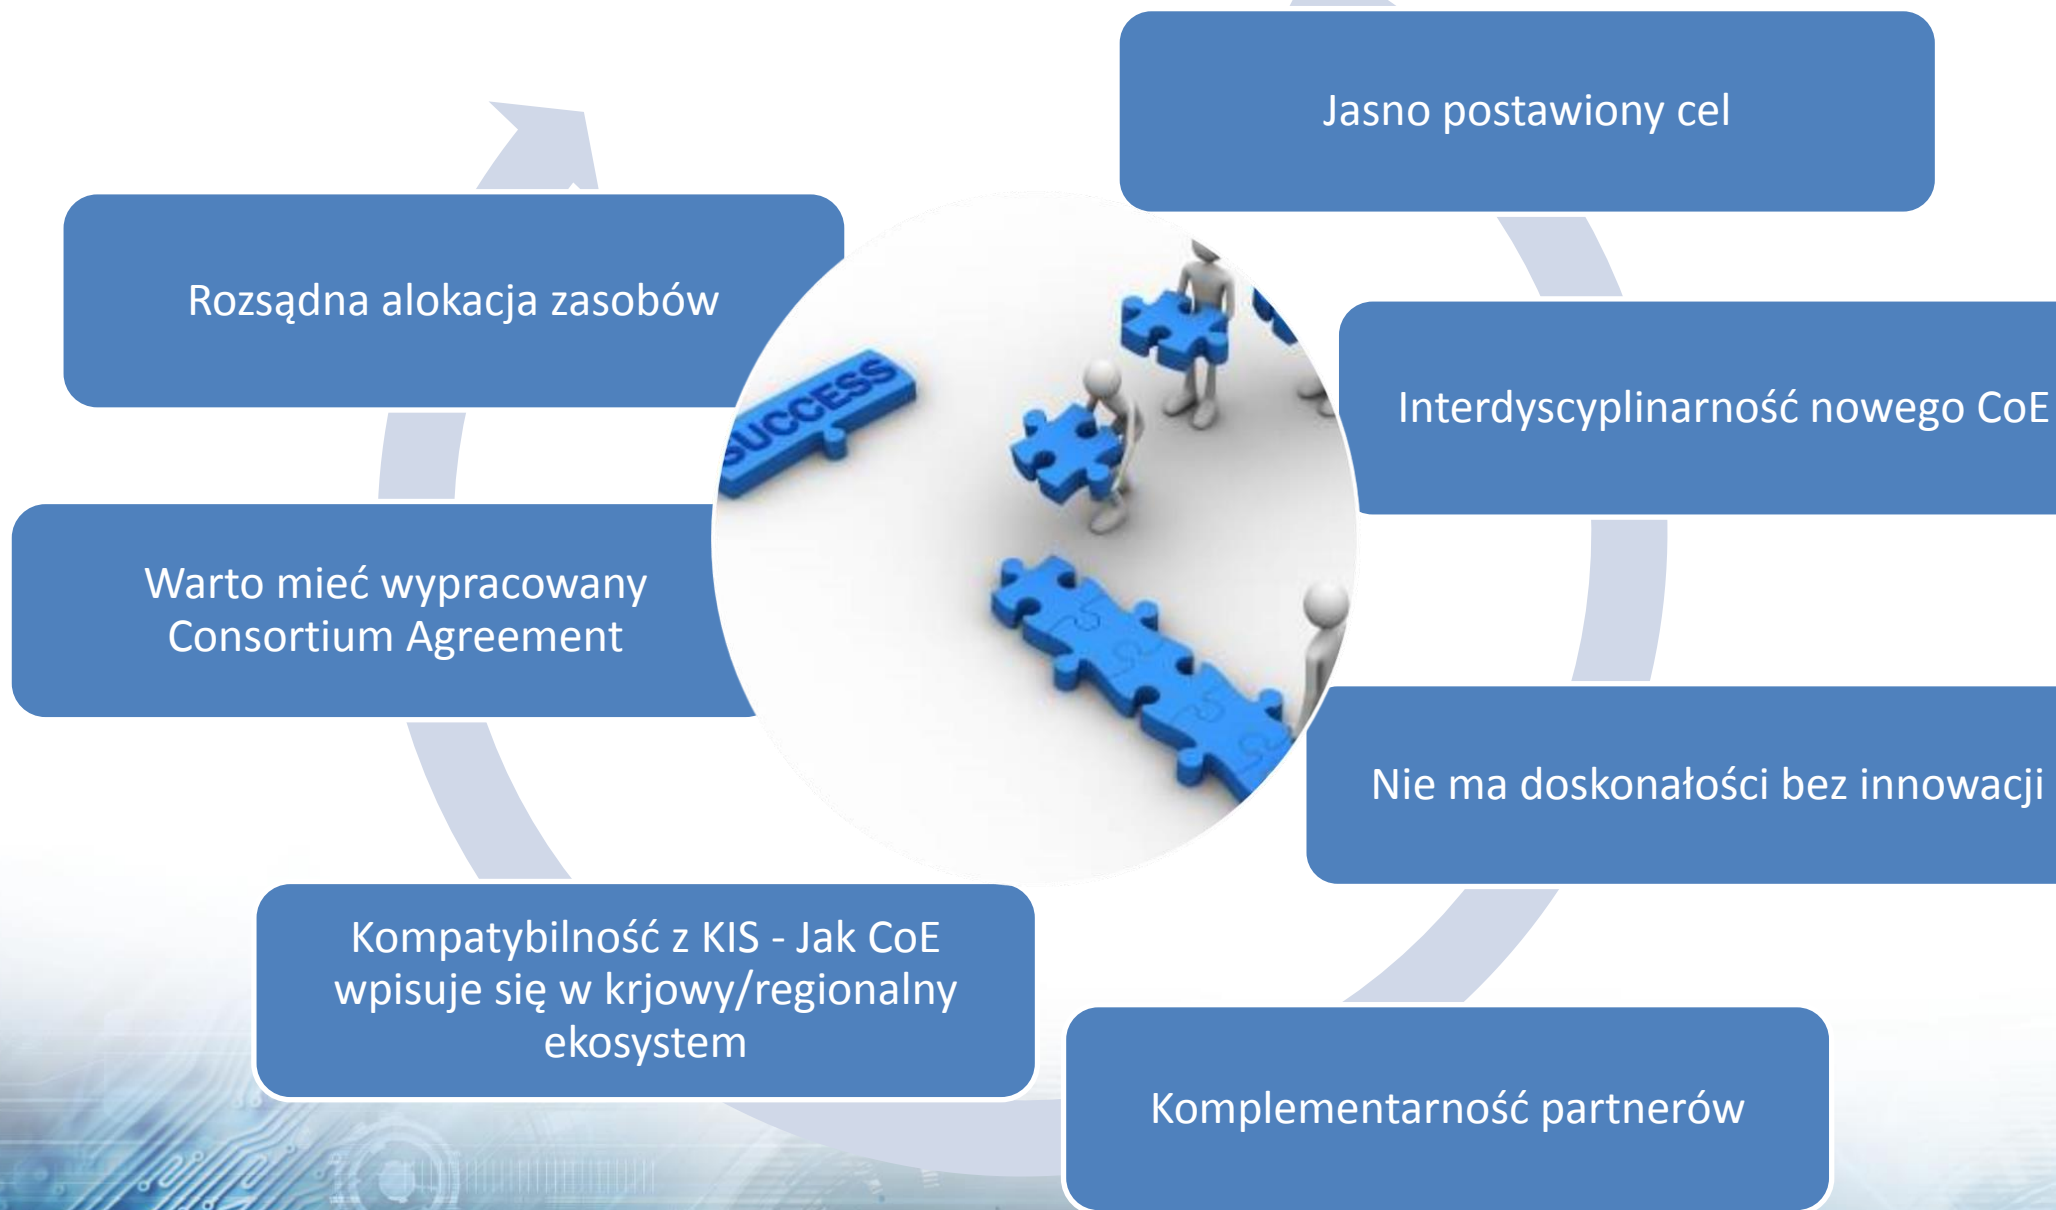 Jasno postawiony cel
Interdyscyplinarność nowego CoE
Nie ma doskonałości bez innowacji
Komplementarność partnerów
Kompatybilność z KIS - Jak CoE
wpisuje się w krjowy/regionalny
ekosystem
Warto mieć wypracowany
Consortium Agreement
Rozsądna alokacja zasobów
SUCCESS